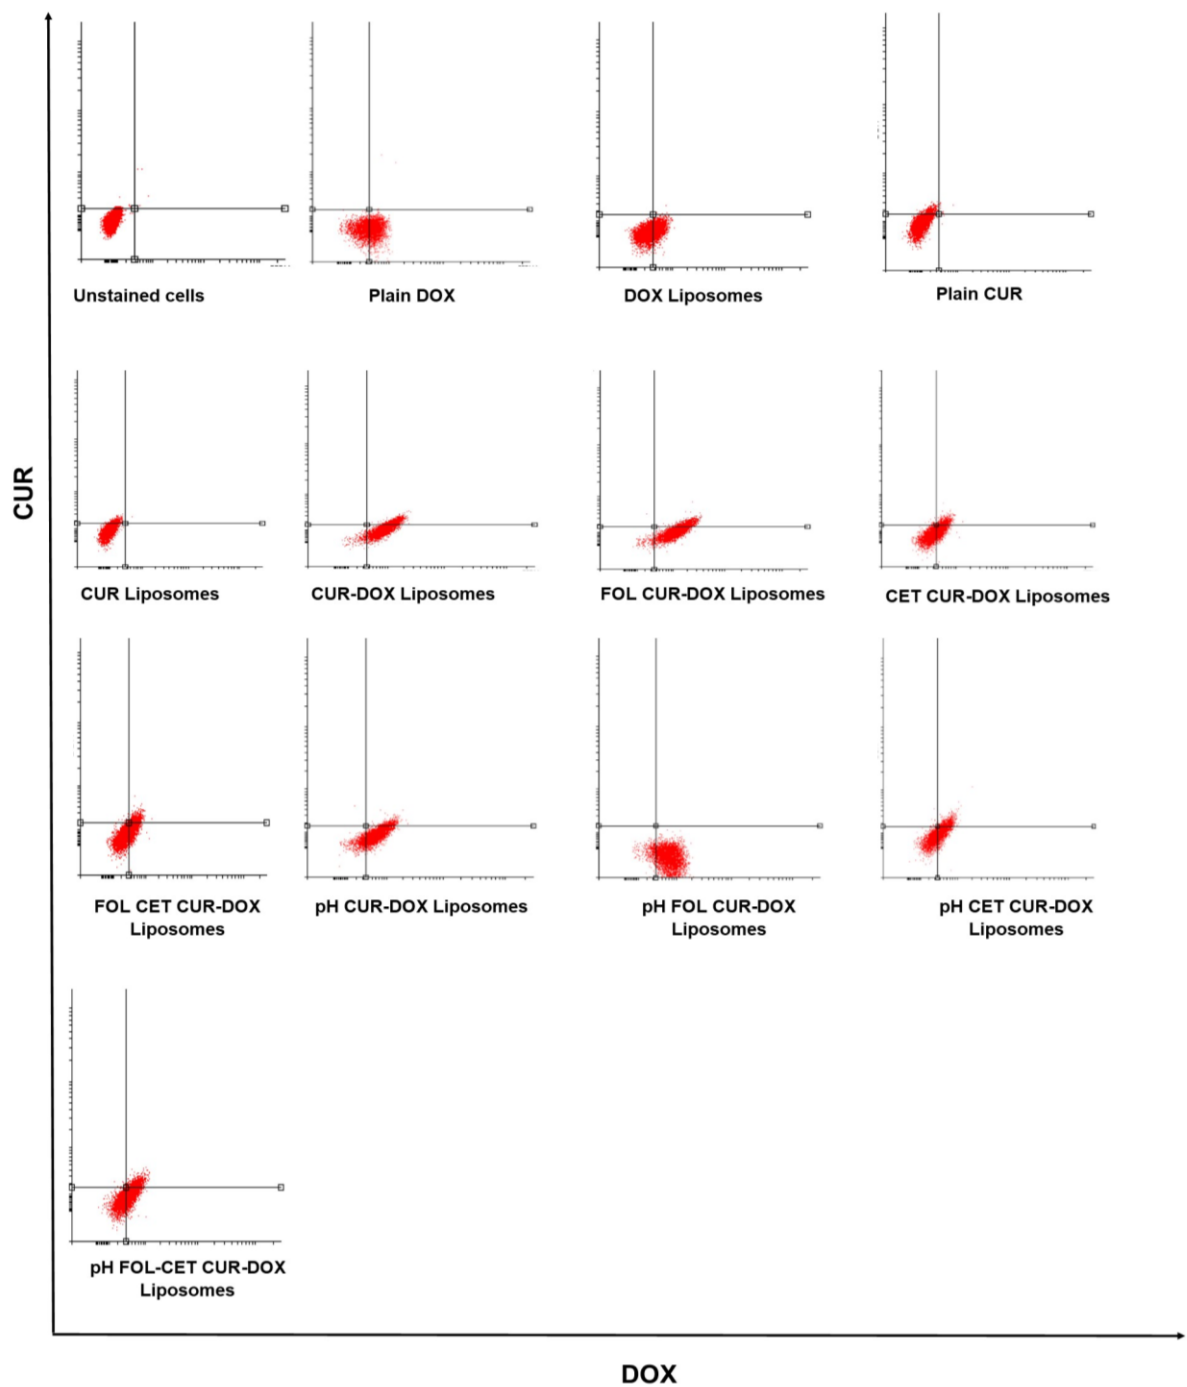 Unstained cells
Plain DOX
DOX Liposomes
Plain CUR
CUR
CUR Liposomes
CUR-DOX Liposomes
FOL CUR-DOX Liposomes
CET CUR-DOX Liposomes
FOL CET CUR-DOX
Liposomes
pH CUR-DOX Liposomes
pH FOL CUR-DOX
Liposomes
pH CET CUR-DOX
Liposomes
pH FOL-CET CUR-DOX
Liposomes
DOX